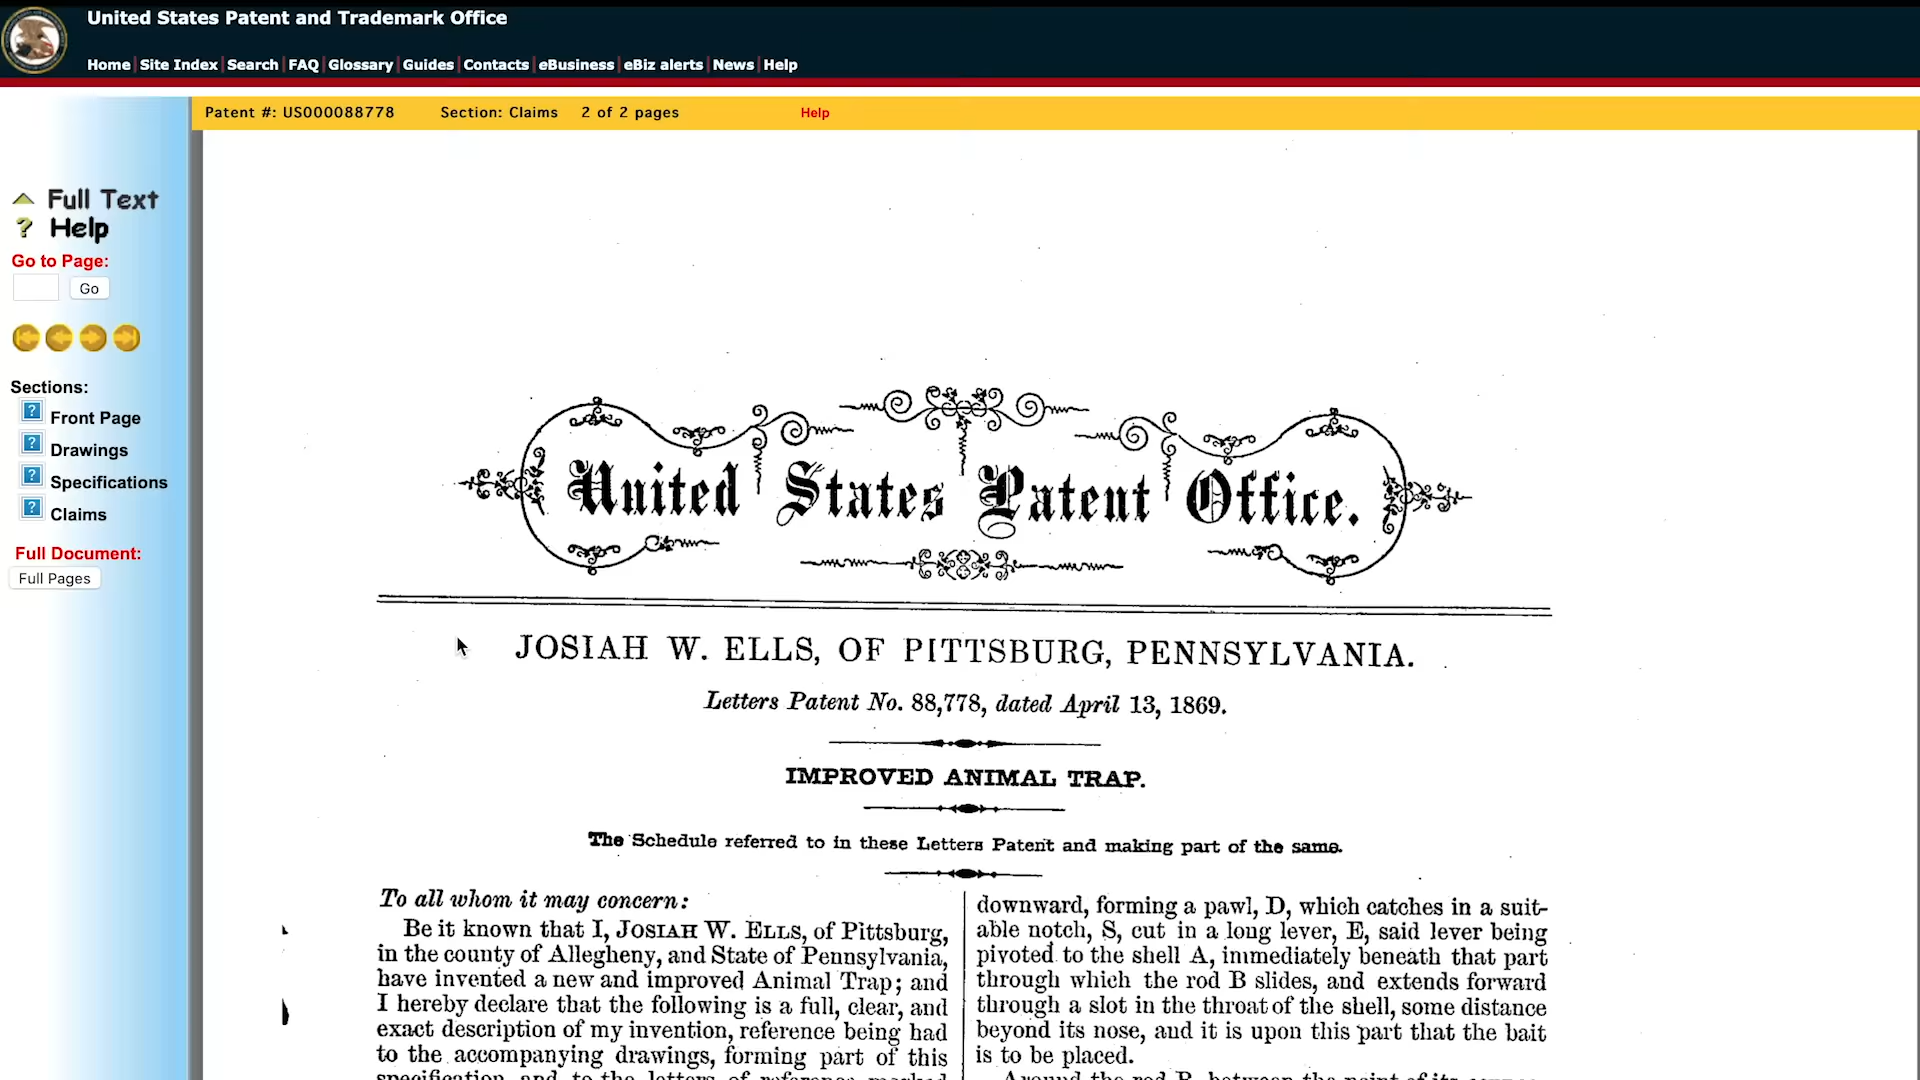 United States Patent and Trademark Office
Home Site Index Search FAQ Glossary Guides Contacts eBusiness eBiz alerts News Help
Patent #: US000088778 Section: Claims 2 of 2 pages Help
Full Text
? Help
Go to Page:
Go
Sections:
? Front Page
? Drawings
? Specifications
? Claims
Full Document:
Full Pages
United States Patent Office.
JOSIAH W. ELLS, OF PITTSBURG, PENNSYLVANIA.
Letters Patent No. 88,778, dated April 13, 1869.
IMPROVED ANIMAL TRAP.
The Schedule referred to in these Letters Patent and making part of the same.
To all whom it may concern:
Be it known that I, JOSIAH W. ELLS, of Pittsburg,
in the county of Allegheny, and State of Pennsylvania,
have invented a new and improved Animal Trap; and
I hereby declare that the following is a full, clear, and
exact description of my invention, reference being had
to the accompanying drawings, forming part of this
downward, forming a pawl, D, which catches in a suit-
able notch, S, cut in a long lever, E, said lever being
pivoted to the shell A, immediately beneath that part
through which the rod B slides, and extends forward
through a slot in the throat of the shell, some distance
beyond its nose, and it is upon this part that the bait
is to be placed.